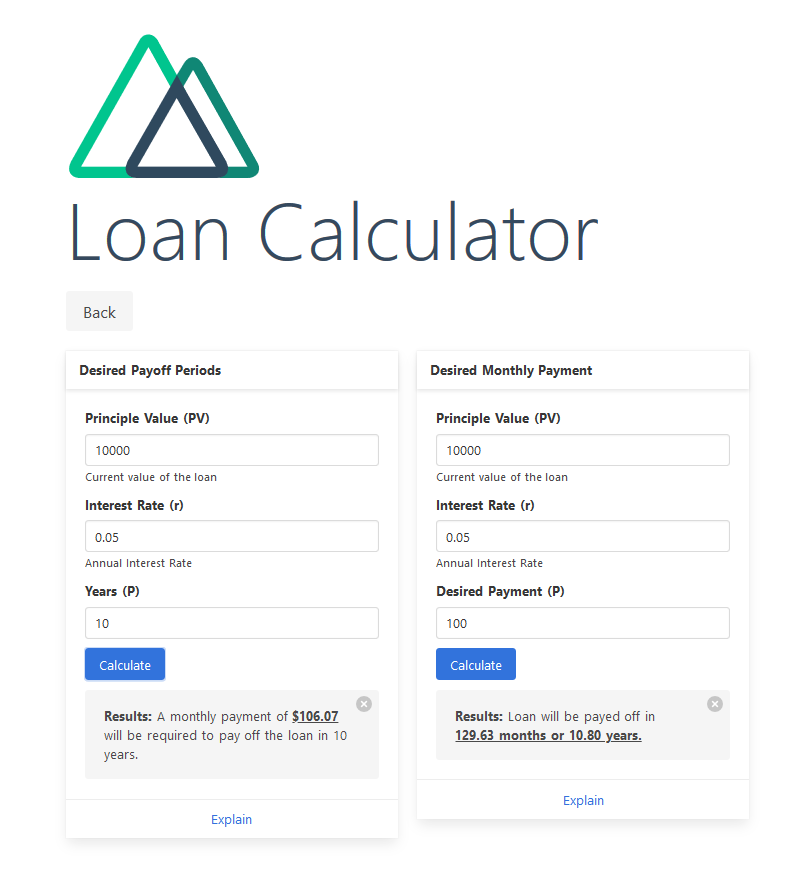 Loan Calculator
Back
Desired Payoff Periods
Principle Value (PV)
10000
Current value of the loan
Interest Rate (r)
0.05
Annual Interest Rate
Years (P)
10
Calculate
Results: A monthly payment of $106.07
will be required to pay off the loan in 10
years.
Explain
Desired Monthly Payment
Principle Value (PV)
10000
Current value of the loan
Interest Rate (r)
0.05
Annual Interest Rate
Desired Payment (P)
100
Calculate
Results: Loan will be payed off in
129.63 months or 10.80 years.
Explain